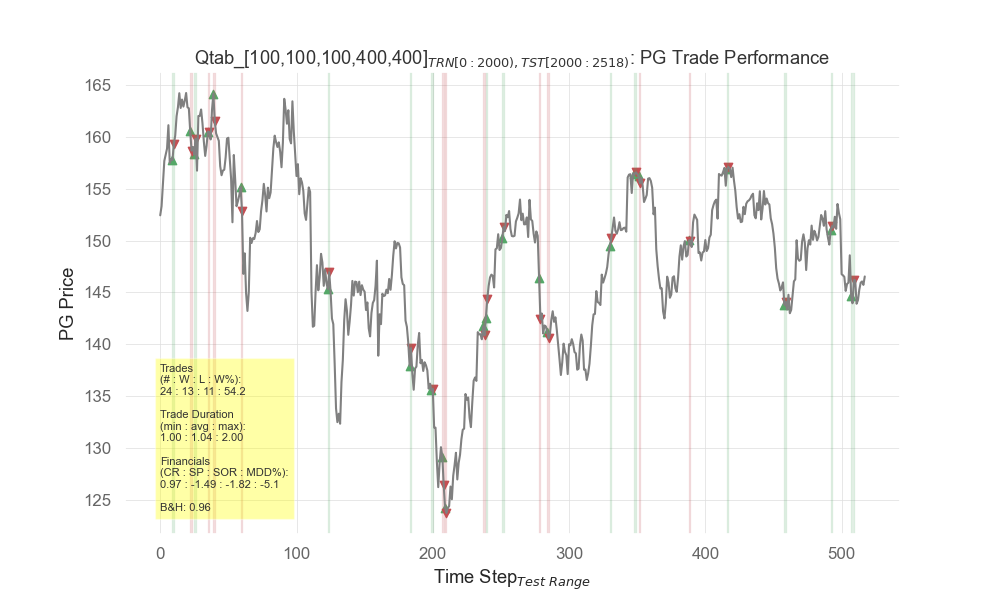 Qtab_[100,100,100,400,400]TRN[0 : 2000), TST[2000 : 2518): PG Trade Performance
165
160
155
150
145
140
135
130
125
PG Price
Trades
(# : W : L : W%):
24 : 13 : 11 : 54.2
Trade Duration
(min : avg : max):
1.00 : 1.04 : 2.00
Financials
(CR : SP : SOR : MDD%):
0.97 : -1.49 : -1.82 : -5.1
B&H: 0.96
0 100 200 300 400 500
Time StepTest Range